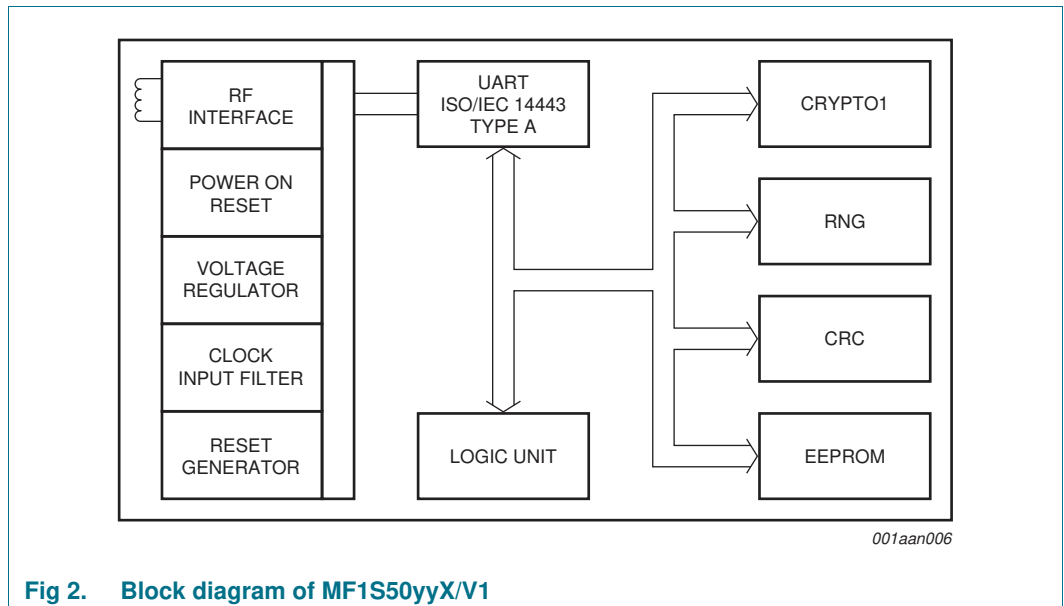 RF
INTERFACE
POWER ON
RESET
VOLTAGE
REGULATOR
CLOCK
INPUT FILTER
RESET
GENERATOR
UART
ISO/IEC 14443
TYPE A
LOGIC UNIT
CRYPTO1
RNG
CRC
EEPROM
001aan006
Fig 2. Block diagram of MF1S50yyX/V1